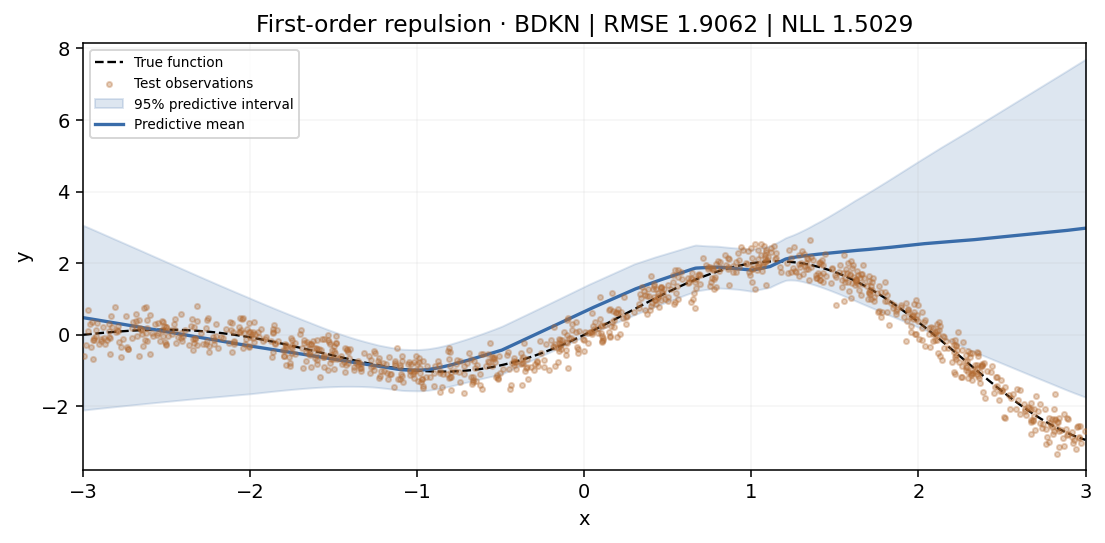 First-order repulsion · BDKN | RMSE 1.9062 | NLL 1.5029
True function
Test observations
95% predictive interval
Predictive mean
y
8
6
4
2
0
−2
−3
−2
−1
0
1
2
3
x